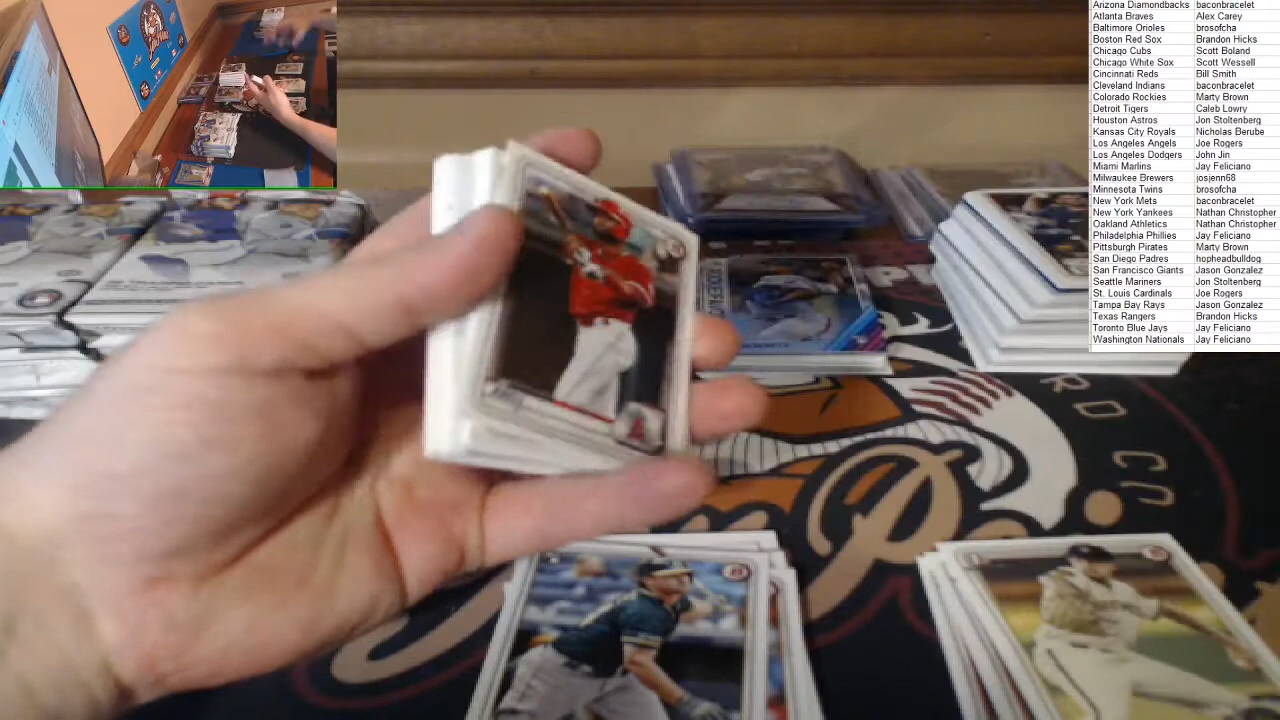 Arizona Diamondbacks baconbracelet
Atlanta Braves Alex Carey
Baltimore Orioles brosofcha
Boston Red Sox Brandon Hicks
Chicago Cubs Scott Boland
Chicago White Sox Scott Wessell
Cincinnati Reds Bill Smith
Cleveland Indians baconbracelet
Colorado Rockies Marty Brown
Detroit Tigers Caleb Lowry
Houston Astros Jon Stoltenberg
Kansas City Royals Nicholas Berube
Los Angeles Angels Joe Rogers
Los Angeles Dodgers John Jin
Miami Marlins Jay Feliciano
Milwaukee Brewers josjenn68
Minnesota Twins brosofcha
New York Mets baconbracelet
New York Yankees Nathan Christopher
Oakland Athletics Nathan Christopher
Philadelphia Phillies Jay Feliciano
Pittsburgh Pirates Marty Brown
San Diego Padres hopheadbulldog
San Francisco Giants Jason Gonzalez
Seattle Mariners Jon Stoltenberg
St. Louis Cardinals Joe Rogers
Tampa Bay Rays Jason Gonzalez
Texas Rangers Brandon Hicks
Toronto Blue Jays Jay Feliciano
Washington Nationals Jay Feliciano